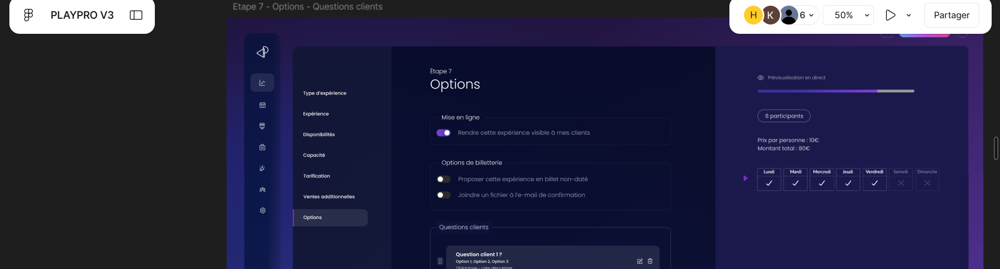 PLAYPRO V3
Etape 7 - Options - Questions clients
H
K
6
50%
Partager
Type d'expérience
Expérience
Disponibilités
Capacité
Tarification
Ventes additionnelles
Options
Étape 7
Options
Mise en ligne
Rendre cette expérience visible à mes clients
Options de billetterie
Proposer cette expérience en billet non-daté
Joindre un fichier à l'e-mail de confirmation
Questions clients
Question client 1 ?
Option 1, Option 2, Option 3
Obligatoire - Liste déroulante
Prévisualisation en direct
8 participants
Prix par personne : 10€
Montant total : 80€
Lundi Mardi Mercredi Jeudi Vendredi Samedi Dimanche